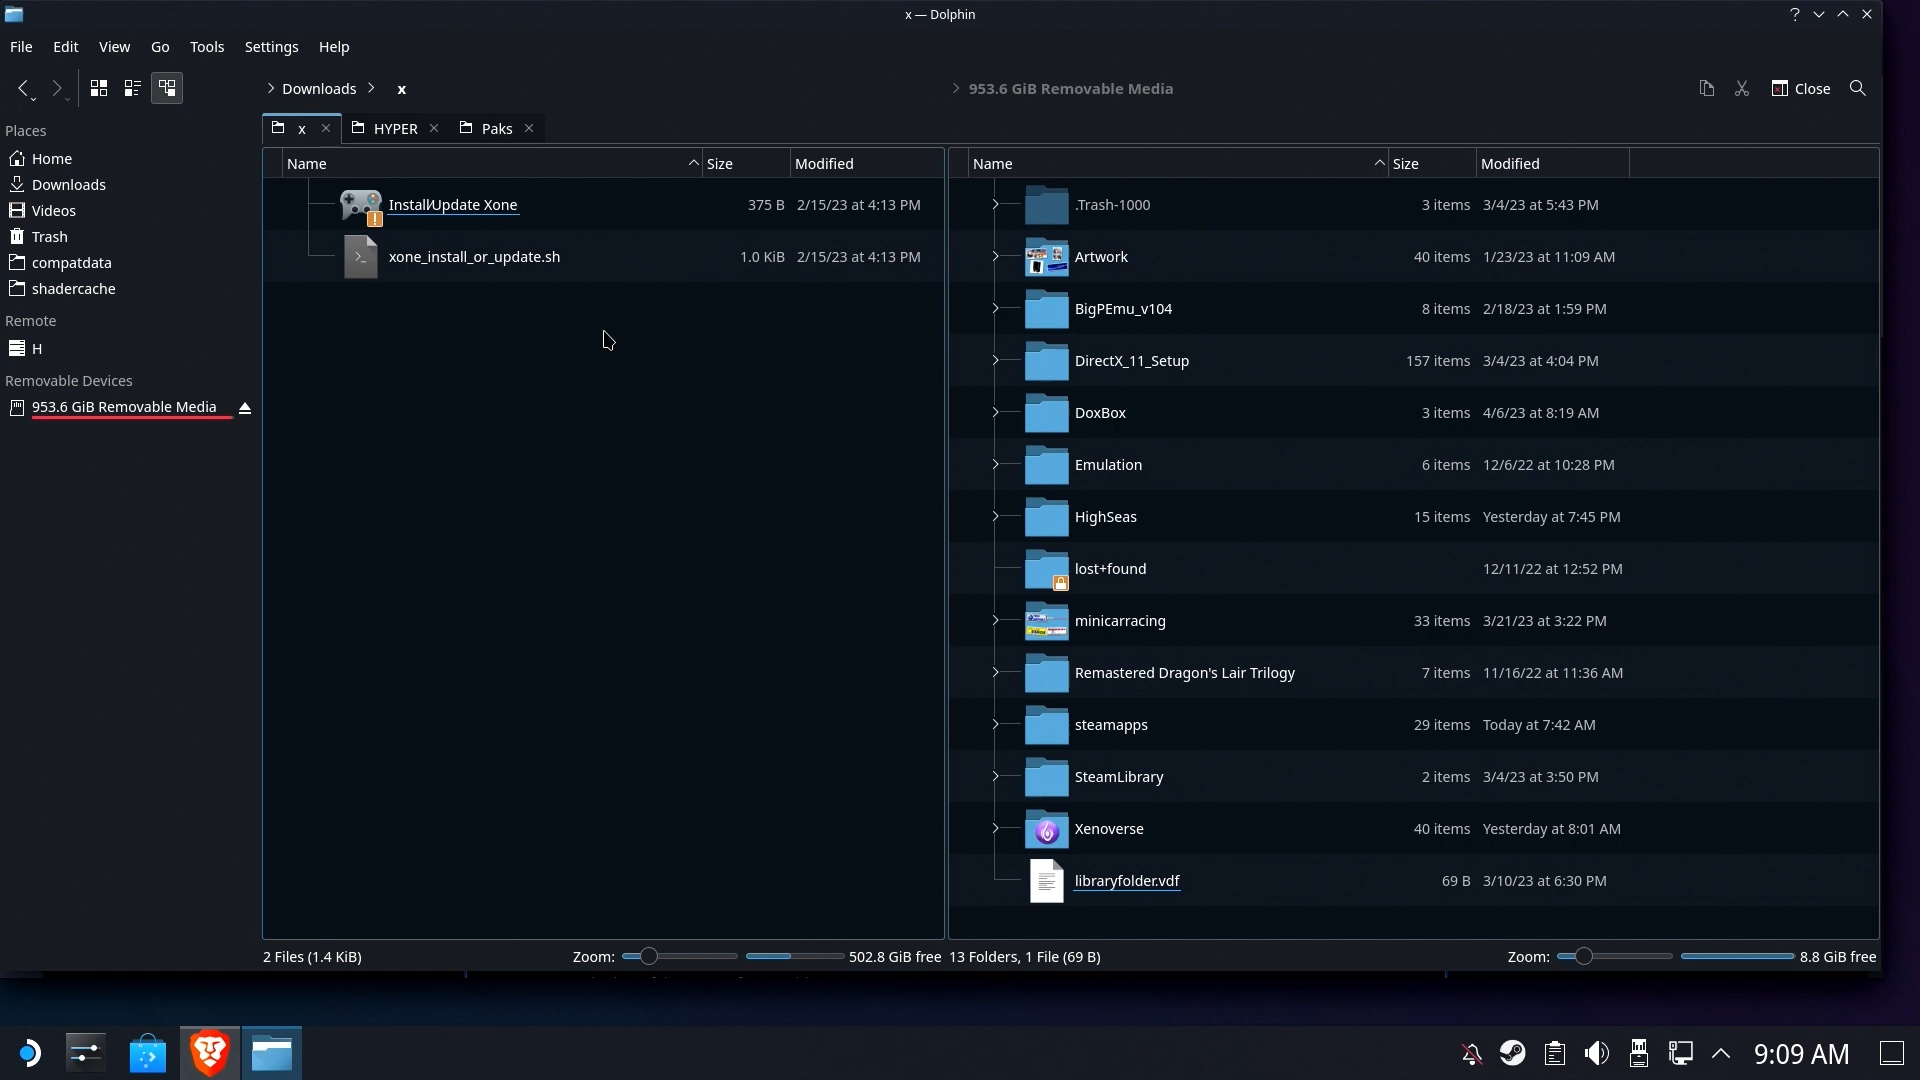 x — Dolphin
File Edit View Go Tools Settings Help
Downloads x
953.6 GiB Removable Media
Close
Places
Home
Downloads
Videos
Trash
compatdata
shadercache
Remote
H
Removable Devices
953.6 GiB Removable Media
x HYPER Paks
Name Size Modified
Install/Update Xone 375 B 2/15/23 at 4:13 PM
xone_install_or_update.sh 1.0 KiB 2/15/23 at 4:13 PM
2 Files (1.4 KiB) Zoom: 502.8 GiB free
Name Size Modified
.Trash-1000 3 items 3/4/23 at 5:43 PM
Artwork 40 items 1/23/23 at 11:09 AM
BigPEmu_v104 8 items 2/18/23 at 1:59 PM
DirectX_11_Setup 157 items 3/4/23 at 4:04 PM
DoxBox 3 items 4/6/23 at 8:19 AM
Emulation 6 items 12/6/22 at 10:28 PM
HighSeas 15 items Yesterday at 7:45 PM
lost+found 12/11/22 at 12:52 PM
minicarracing 33 items 3/21/23 at 3:22 PM
Remastered Dragon's Lair Trilogy 7 items 11/16/22 at 11:36 AM
steamapps 29 items Today at 7:42 AM
SteamLibrary 2 items 3/4/23 at 3:50 PM
Xenoverse 40 items Yesterday at 8:01 AM
libraryfolder.vdf 69 B 3/10/23 at 6:30 PM
13 Folders, 1 File (69 B) Zoom: 8.8 GiB free
9:09 AM